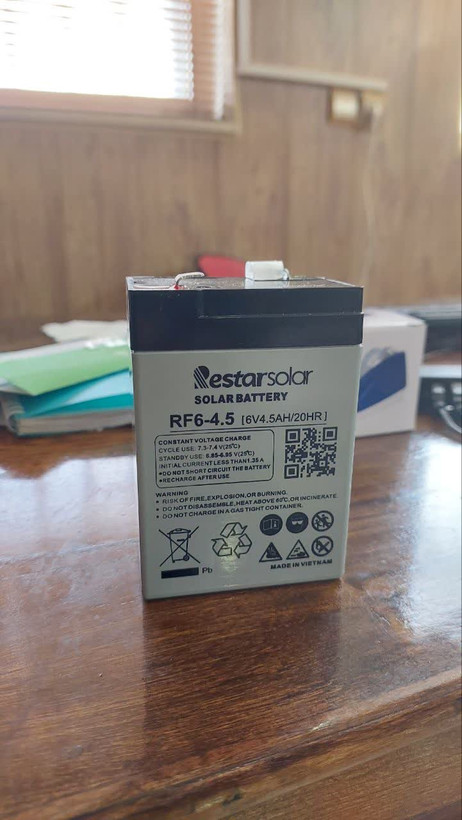 Restarsolar
SOLAR BATTERY
RF6-4.5 [6V4.5AH/20HR]
CONSTANT VOLTAGE CHARGE
CYCLE USE: 7.3-7.4 V(25℃)
STANDBY USE: 6.85-6.95 V(25℃)
INITIAL CURRENT LESS THAN 1.35 A
•DO NOT SHORT CIRCUIT THE BATTERY
•RECHARGE AFTER USE
WARNING
• RISK OF FIRE, EXPLOSION, OR BURNING.
• DO NOT DISASSEMBLE, HEAT ABOVE 60℃, OR INCINERATE
• DO NOT CHARGE IN A GAS TIGHT CONTAINER.
Pb
MADE IN VIETNAM